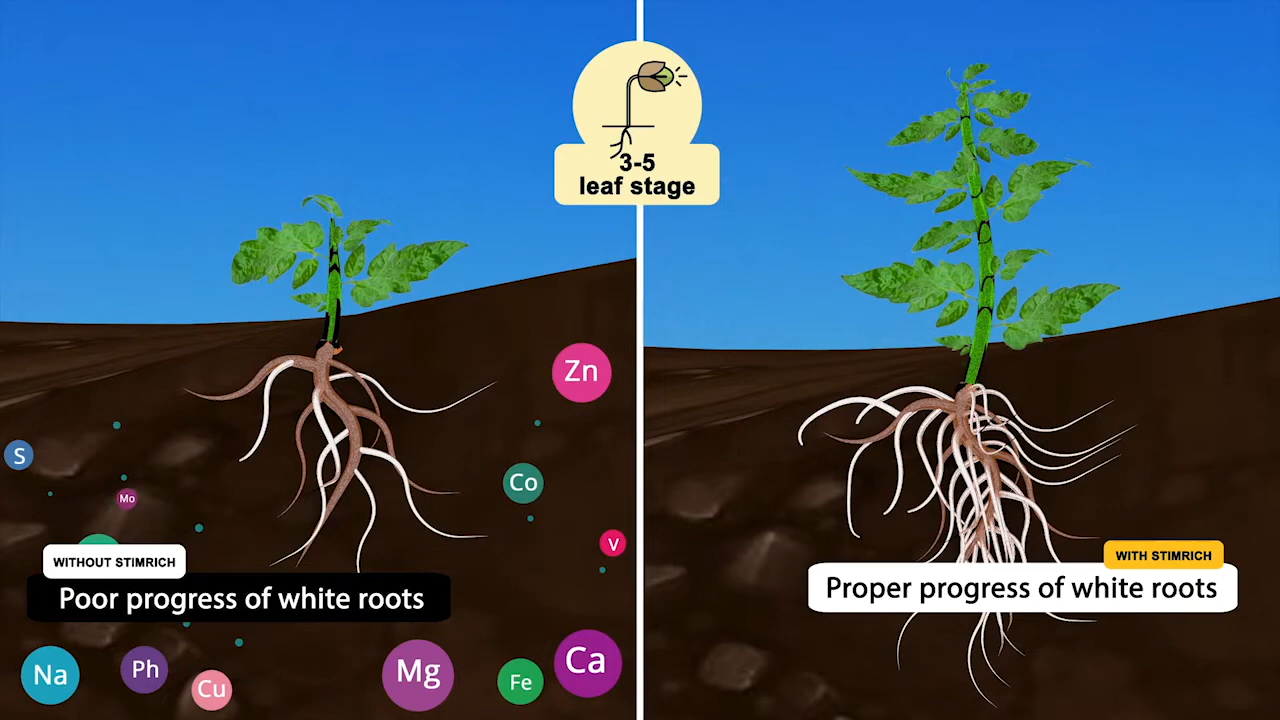 3-5
leaf stage
Zn
S
Co
Mo
V
WITHOUT STIMRICH
Poor progress of white roots
WITH STIMRICH
Proper progress of white roots
Na
Ph
Cu
Mg
Fe
Ca